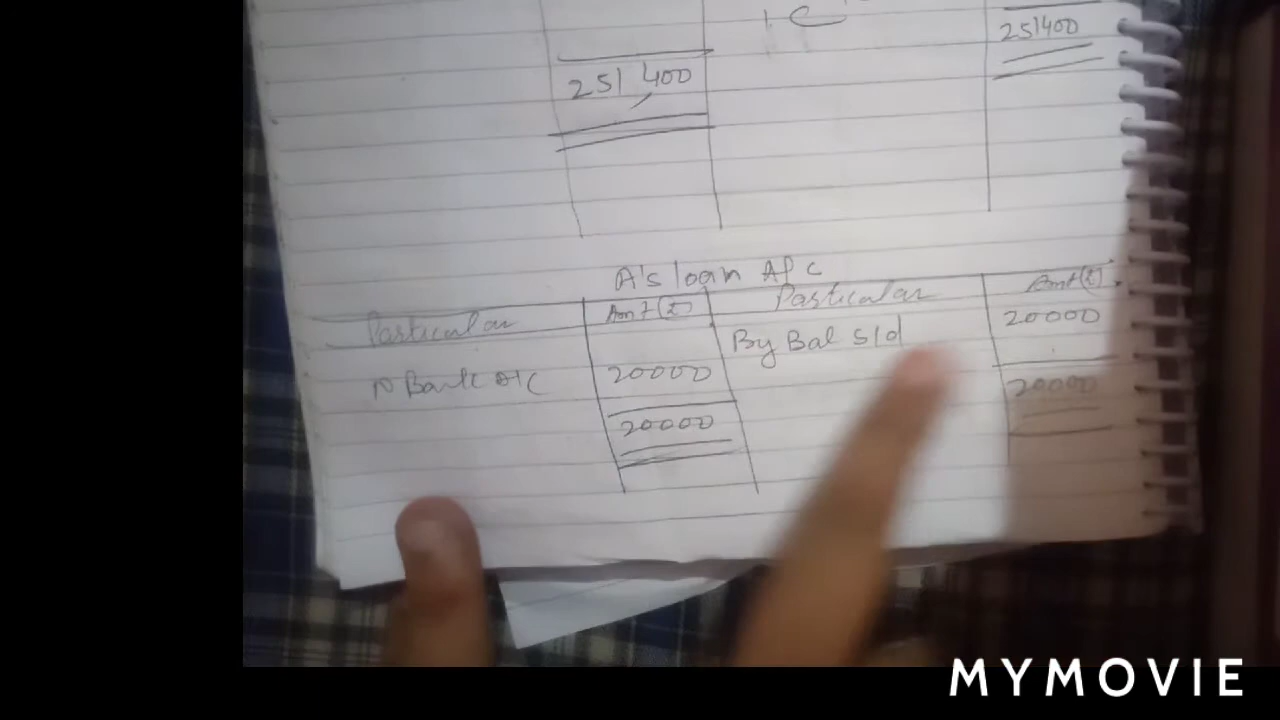 251400
251400
A's loan A/c
Particular Amt(₹) Particular Amt(₹)
By Bal b/d 20000
To Bank A/C 20000
20000 20000
MYMOVIE